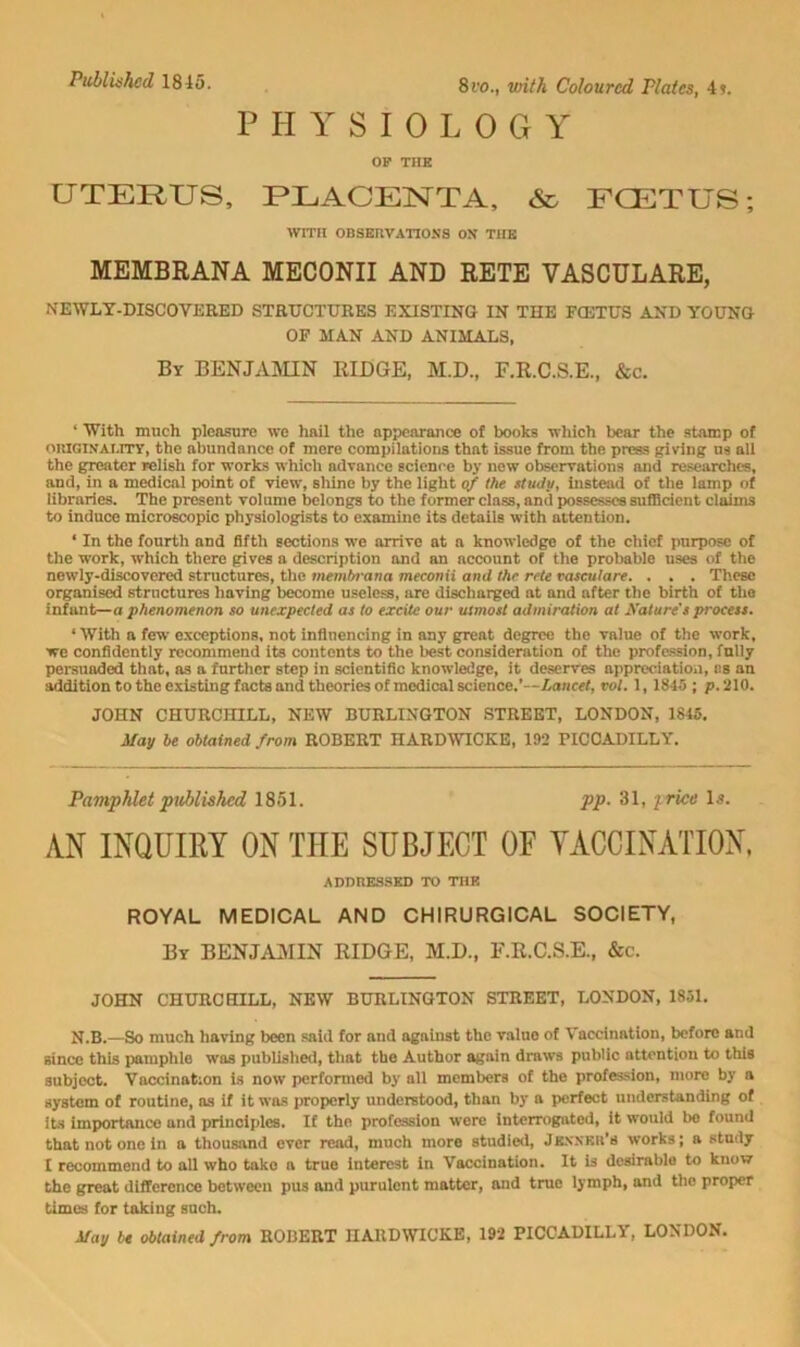 Published 1845. 8vo., with Coloured Plates, 4s.
PHYSIOLOGY
OF THE
UTERUS, PLACENTA, & FŒTUS;
WITH OBSERVATIONS ON THE
MEMBRANA MECONII AND RETE VASCULARE,
NEWLY-DISCOVERED STRUCTURES EXISTING IN THE FŒTUS AND YOUNG
OF MAN AND ANIMALS,
By BENJAMIN RIDGE, M.D., F.R.C.S.E., &c.
‘ With much pleasure we hail the appearance of books which bear the stamp of
ORIGINALITY, the abundance of mere compilations that issue from the press giving us all
the greater relish for works which advance science by new observations and researches,
and, in a medical point of view, shine by the light of the study, instead of the lamp of
libraries. The present volume belongs to the former class, and possesses sufficient claims
to induce microscopic physiologists to examine its details with attention.
‘ In the fourth and fifth sections we arrive at a knowledge of the chief purpose of
the work, which there gives a description and an account of the probable uses of the
newly-discovered structures, the membrana meconii and the rete vasculare. . . . These
organised structures having become useless, are discharged at and after the birth of the
infant—a phenomenon so unexpected as to excite our utmost admiration at Nature's process.
‘ With a few exceptions, not influencing in any great degree the value of the work,
we confidently recommend its contents to the best consideration of the profession, fully
persuaded that, as a further step in scientific knowledge, it deserves appreciation, as an
addition to the existing facts and theories of medical science.’—Lancet, vol. 1, 1845 ; p. 210.
JOHN CHURCHILL, NEW BURLINGTON STREET, LONDON, 1845.
May be obtained from ROBERT HARDWICKE, 192 PICCADILLY.
Pamphlet published 1851. pp. 31, price 1s.
AN INQUIRY ON THE SUBJECT OF VACCINATION,
ADDRESSED TO THE
ROYAL MEDICAL AND CHIRURGICAL SOCIETY,
By BENJAMIN RIDGE, M.D., F.R.C.S.E., &c.
JOHN CHURCHILL, NEW BURLINGTON STREET, LONDON, 1851.
N.B.—So much having been said for and against the value of Vaccination, before and
since this pamphle was published, that the Author again draws public attention to this
subject. Vaccination is now performed by all members of the profession, more by a
system of routine, as if it was properly understood, than by a perfect understanding of
its importance and principles. If the profession were interrogated, it would be found
that not one in a thousand ever read, much more studied, JENNER's works; a study
I recommend to all who take a true interest in Vaccination. It is desirable to know
the great difference between pus and purulent matter, and true lymph, and the proper
times for taking such.
May be obtained from ROBERT HARDWICKE, 192 PICCADILLY, LONDON.